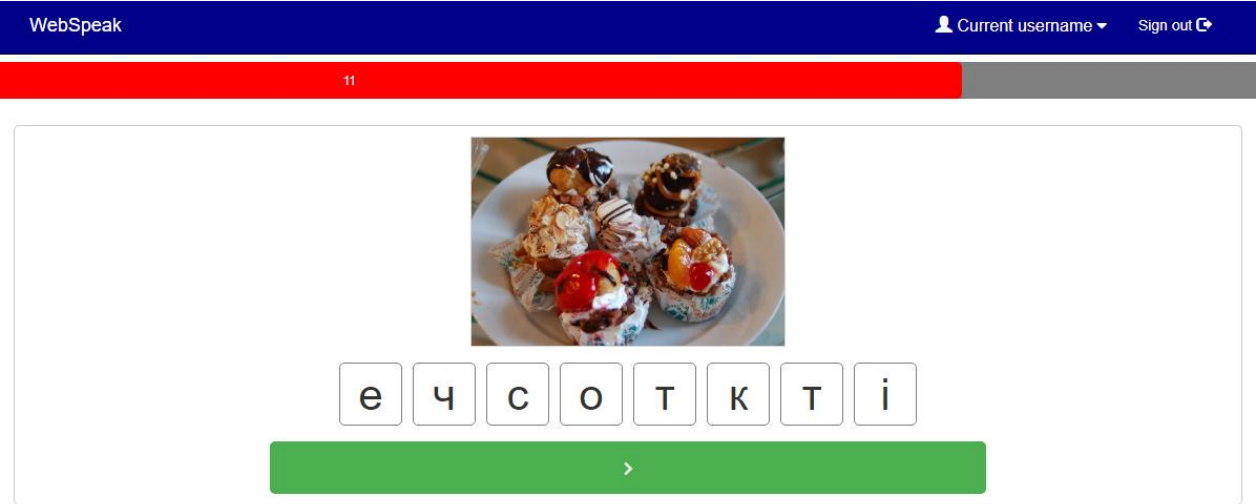 WebSpeak Current username Sign out
11
е ч с о т к т і